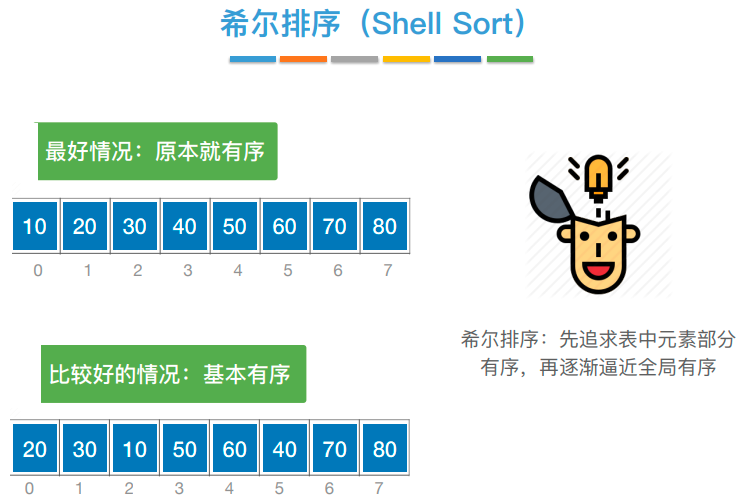 希尔排序（Shell Sort）
最好情况：原本就有序
10 20 30 40 50 60 70 80
0 1 2 3 4 5 6 7
比较好的情况：基本有序
20 30 10 50 60 40 70 80
0 1 2 3 4 5 6 7
希尔排序：先追求表中元素部分
有序，再逐渐逼近全局有序